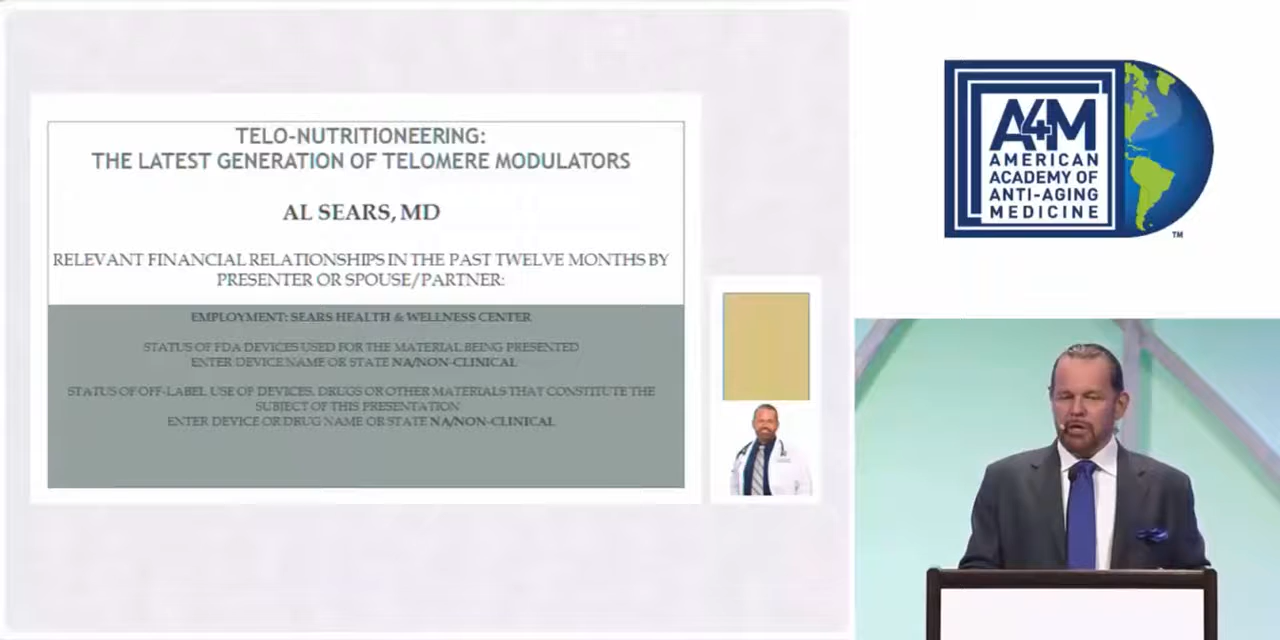 TELO-NUTRITIONEERING:
THE LATEST GENERATION OF TELOMERE MODULATORS
AL SEARS, MD
RELEVANT FINANCIAL RELATIONSHIPS IN THE PAST TWELVE MONTHS BY
PRESENTER OR SPOUSE/PARTNER:
EMPLOYMENT: SEARS HEALTH & WELLNESS CENTER
STATUS OF FDA DEVICES USED FOR THE MATERIAL BEING PRESENTED
ENTER DEVICE NAME OR STATE NA/NON-CLINICAL
STATUS OF OFF-LABEL USE OF DEVICES, DRUGS OR OTHER MATERIALS THAT CONSTITUTE THE
SUBJECT OF THIS PRESENTATION
ENTER DEVICE OR DRUG NAME OR STATE NA/NON-CLINICAL
A4M
AMERICAN
ACADEMY OF
ANTI-AGING
MEDICINE
TM